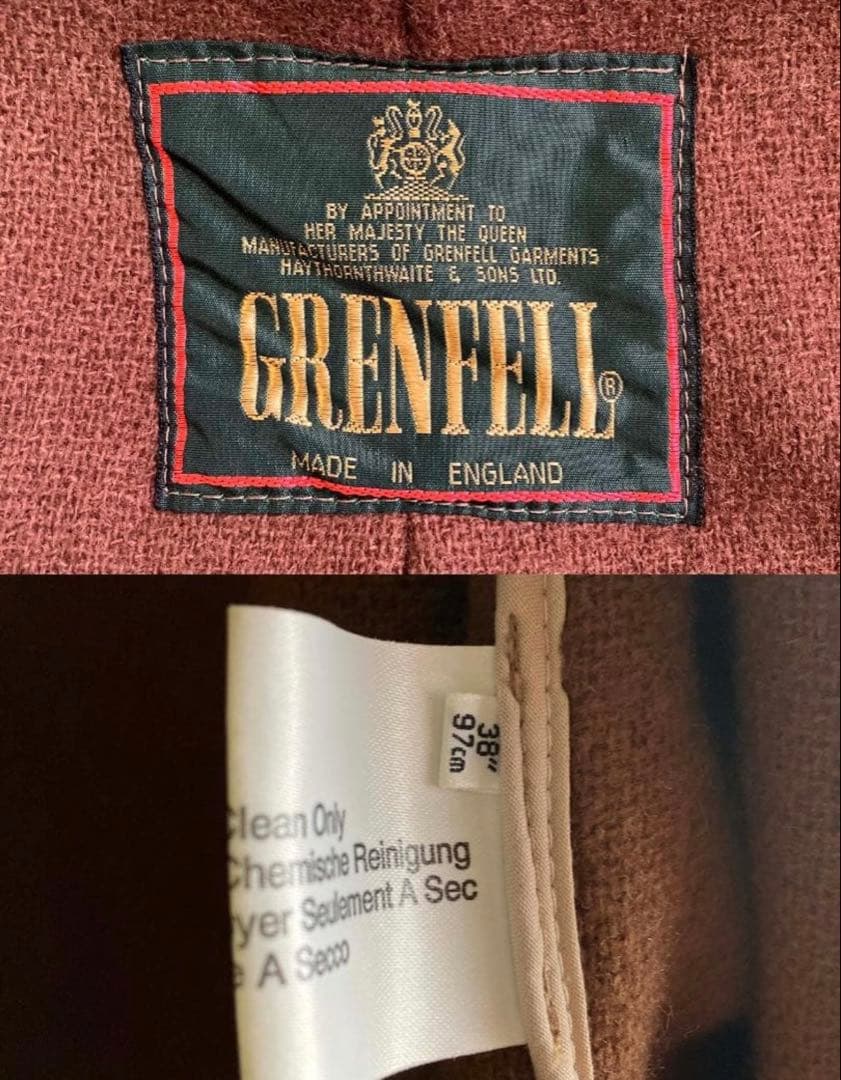 BY APPOINTMENT TO
HER MAJESTY THE QUEEN
MANUFACTURERS OF GRENFELL GARMENTS
HAYTHORNTHWAITE & SONS LTD.
GRENFELL®
MADE IN ENGLAND
38"
97cm
Clean Only
Chemische Reinigung
yer Seulement A Sec
e A Secco